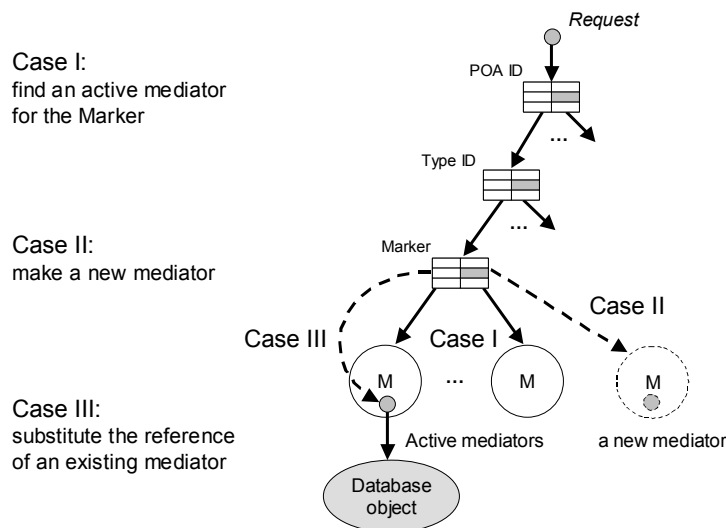 Request
Case I:
find an active mediator
for the Marker
POA ID
...
Type ID
...
Case II:
make a new mediator
Marker
Case II
Case III
Case I
M
...
M
M
Case III:
substitute the reference
of an existing mediator
Active mediators
a new mediator
Database
object